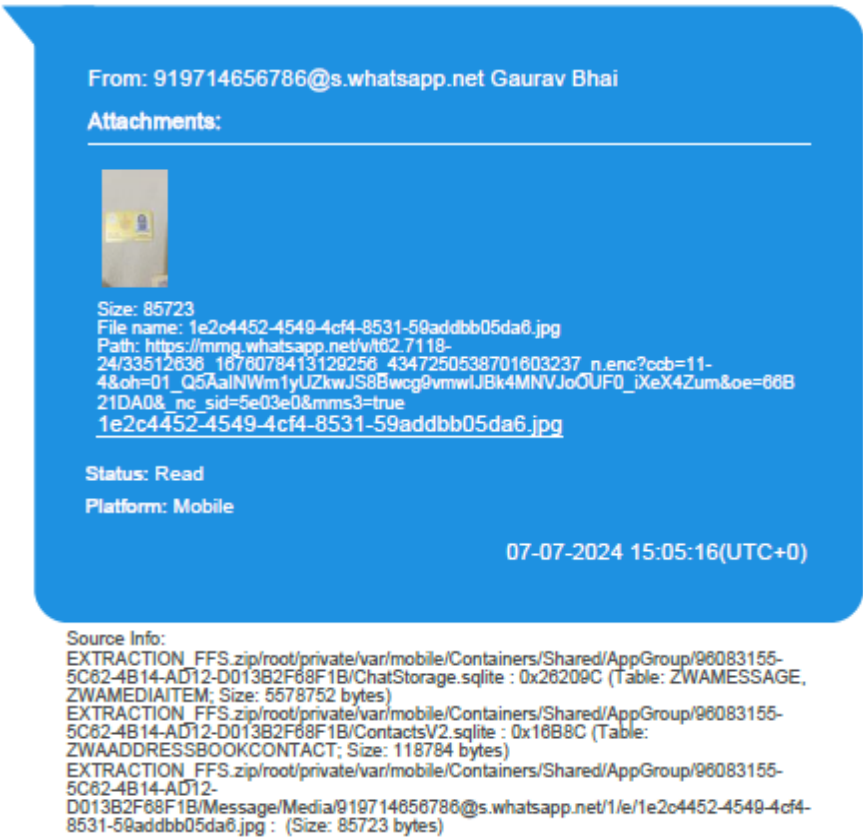 From: 919714656786@s.whatsapp.net Gaurav Bhai
Attachments:
Size: 85723
File name: 1e2c4452-4549-4cf4-8531-59addbb05da6.jpg
Path: https://mmg.whatsapp.net/v/t62.7118-
24/33512636_1676078413129256_4347250538701603237_n.enc?ccb=11-
4&oh=01_Q5AaINWm1yUZkwJS8Bwcg9vmwIJBk4MNVJoOUF0_iXeX4Zum&oe=66B
21DA0&_nc_sid=5e03e0&mms3=true
1e2c4452-4549-4cf4-8531-59addbb05da6.jpg
Status: Read
Platform: Mobile
07-07-2024 15:05:16(UTC+0)
Source Info:
EXTRACTION_FFS.zip/root/private/var/mobile/Containers/Shared/AppGroup/96083155-
5C62-4B14-AD12-D013B2F68F1B/ChatStorage.sqlite : 0x26209C (Table: ZWAMESSAGE,
ZWAMEDIAITEM; Size: 5578752 bytes)
EXTRACTION_FFS.zip/root/private/var/mobile/Containers/Shared/AppGroup/96083155-
5C62-4B14-AD12-D013B2F68F1B/ContactsV2.sqlite : 0x16B8C (Table:
ZWAADDRESSBOOKCONTACT; Size: 118784 bytes)
EXTRACTION_FFS.zip/root/private/var/mobile/Containers/Shared/AppGroup/96083155-
5C62-4B14-AD12-
D013B2F68F1B/Message/Media/919714656786@s.whatsapp.net/1/e/1e2c4452-4549-4cf4-
8531-59addbb05da6.jpg : (Size: 85723 bytes)